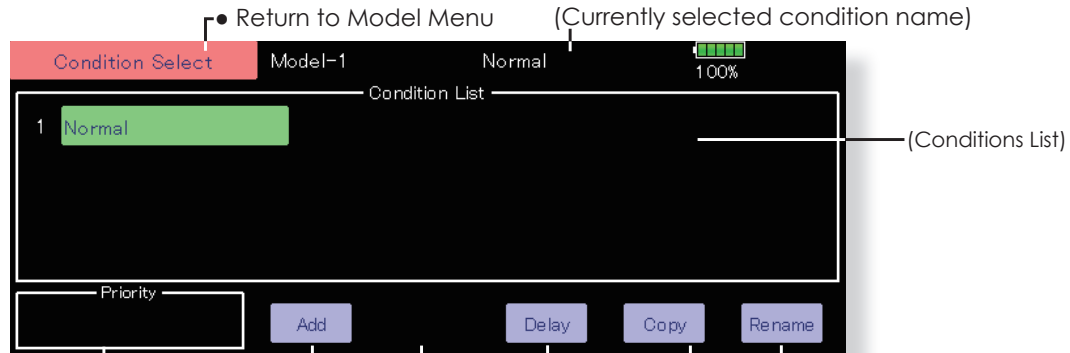 ● Return to Model Menu
(Currently selected condition name)
Condition Select Model-1 Normal 100%
Condition List
1 Normal
(Conditions List)
Priority
Add Delay Copy Rename